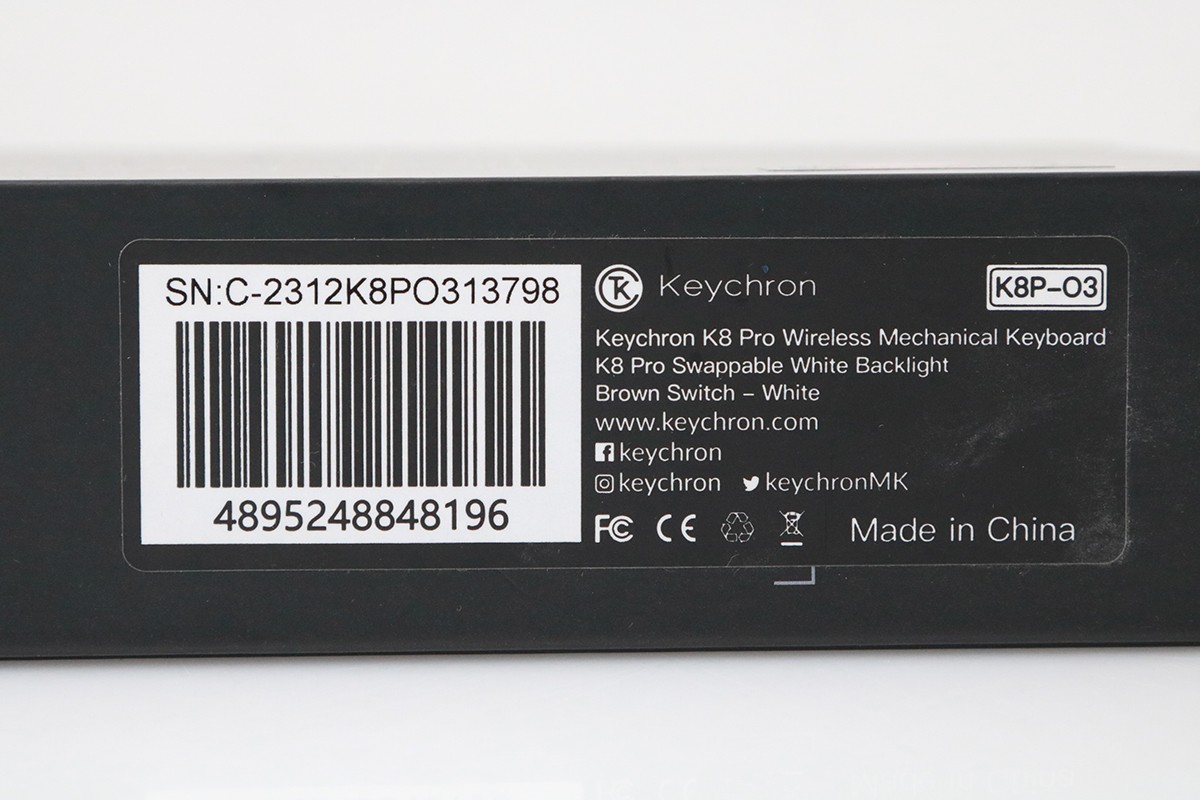 SN:C-2312K8PO313798
4895248848196
Keychron
K8P-O3
Keychron K8 Pro Wireless Mechanical Keyboard
K8 Pro Swappable White Backlight
Brown Switch – White
www.keychron.com
keychron
keychron keychronMK
FC CE Made in China